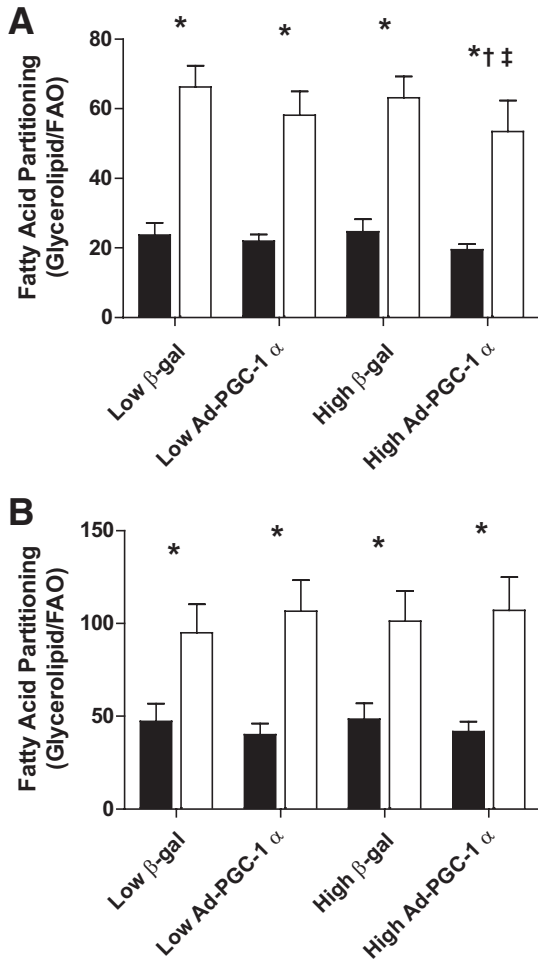 A
Fatty Acid Partitioning
(Glycerolipid/FAO)
80
60
40
20
0
*
*
*
*† ‡
Low β-gal
Low Ad-PGC-1 α
High β-gal
High Ad-PGC-1 α
B
Fatty Acid Partitioning
(Glycerolipid/FAO)
150
100
50
0
*
*
*
*
Low β-gal
Low Ad-PGC-1 α
High β-gal
High Ad-PGC-1 α